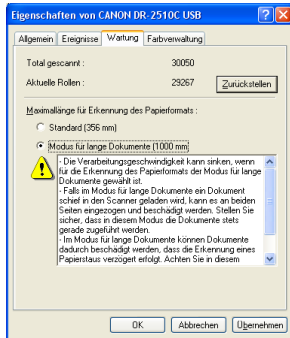 Eigenschaften von CANON DR-2510C USB
Allgemein Ereignisse Wartung Farbverwaltung
Total gescannt : 30050
Aktuelle Rollen : 29267 Zurückstellen
Maximallänge für Erkennung des Papierformats :
Standard (356 mm)
Modus für lange Dokumente (1000 mm)
- Die Verarbeitungsgeschwindigkeit kann sinken, wenn
für die Erkennung des Papierformats der Modus für lange
Dokumente gewählt ist.
- Falls im Modus für lange Dokumente ein Dokument
schief in den Scanner geladen wird, kann es an beiden
Seiten eingezogen und beschädigt werden. Stellen Sie
sicher, dass in diesem Modus die Dokumente stets
gerade zugeführt werden.
- Im Modus für lange Dokumente können Dokumente
dadurch beschädigt werden, dass die Erkennung eines
Papierstaus verzögert erfolgt. Achten Sie in diesem
OK Abbrechen Übernehmen